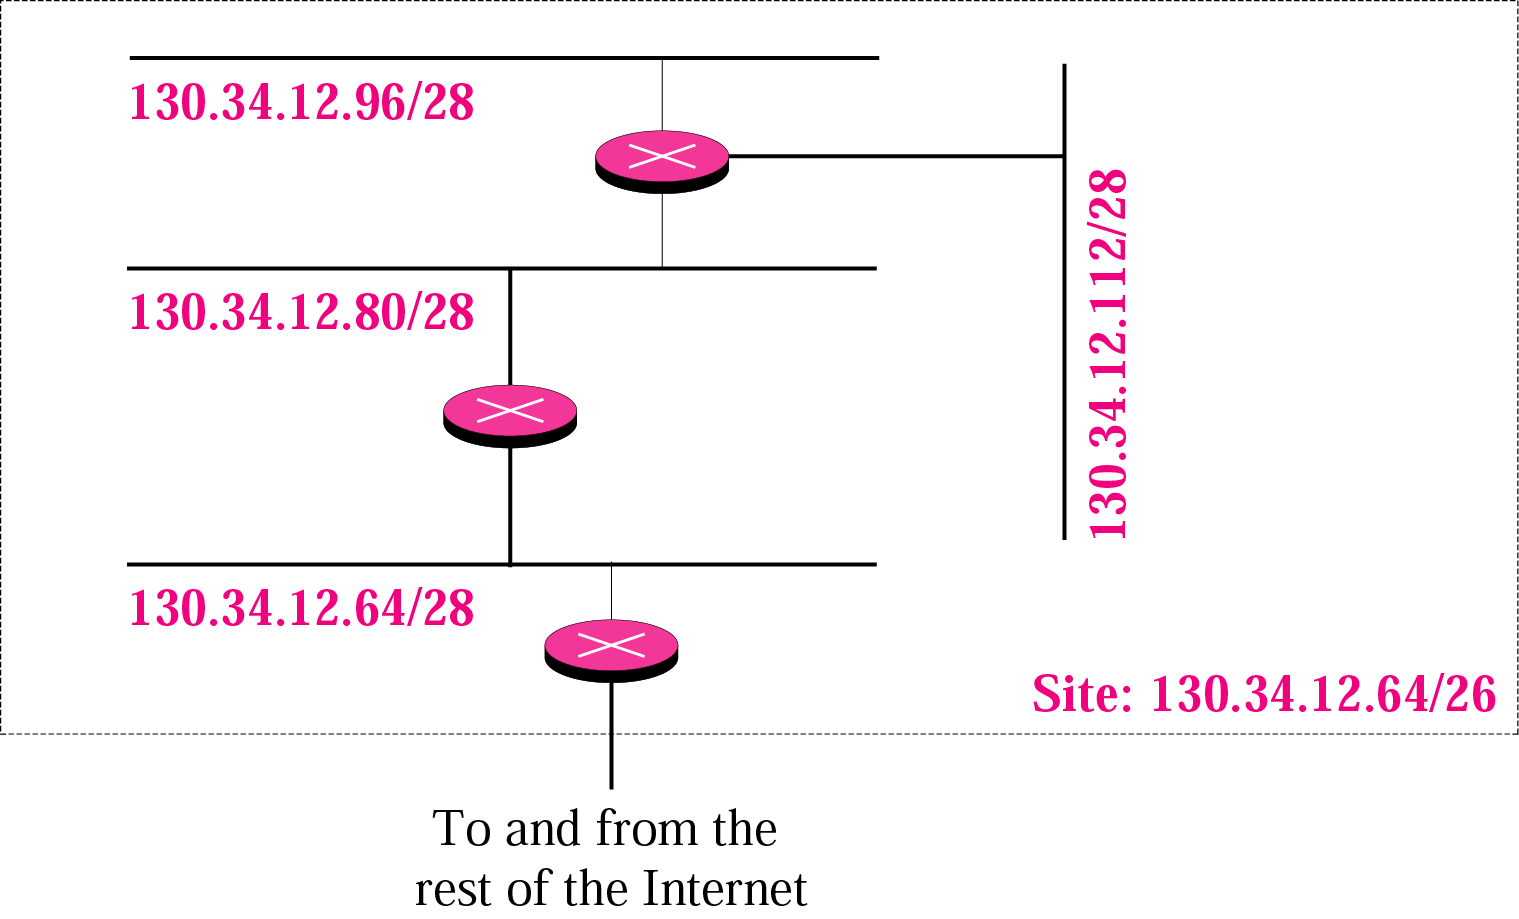 130.34.12.96/28
130.34.12.112/28
130.34.12.80/28
130.34.12.64/28
Site: 130.34.12.64/26
To and from the
rest of the Internet